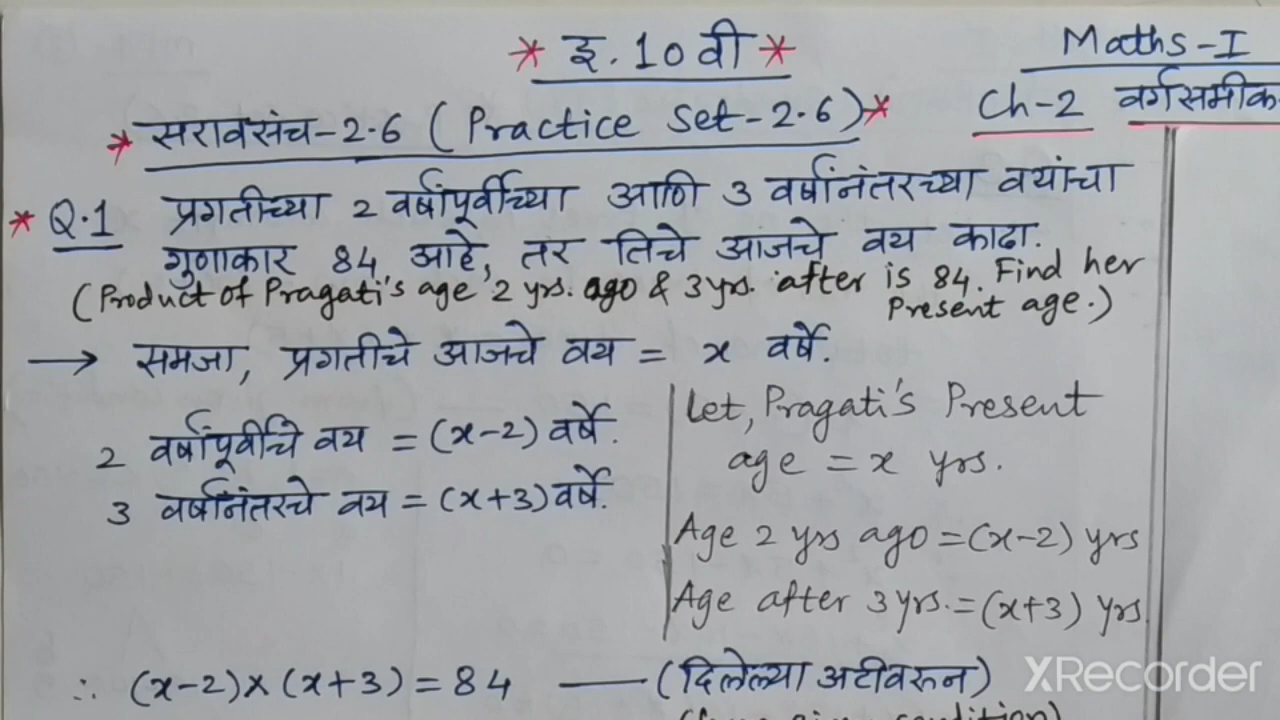 * इ. 10 वी *
Maths-I
* सरावसंच-2.6 (Practice Set-2.6)*
Ch-2 वर्गसमीक
* Q.1 प्रगतीच्या 2 वर्षांपूर्वीच्या आणि 3 वर्षांनंतरच्या वयांचा
गुणाकार 84 आहे, तर तिचे आजचे वय काढा.
(Product of Pragati's age 2 yrs. ago & 3 yrs. after is 84. Find her
Present age.)
→ समजा, प्रगतीचे आजचे वय = x वर्षे.
2 वर्षांपूर्वीचे वय = (x-2) वर्षे.
3 वर्षांनंतरचे वय = (x+3) वर्षे.
Let, Pragati's Present
age = x yrs.
Age 2 yrs ago = (x-2) yrs
Age after 3 yrs. = (x+3) yrs.
∴ (x-2) × (x+3) = 84 — (दिलेल्या अटीवरून)
condition)
XRecorder